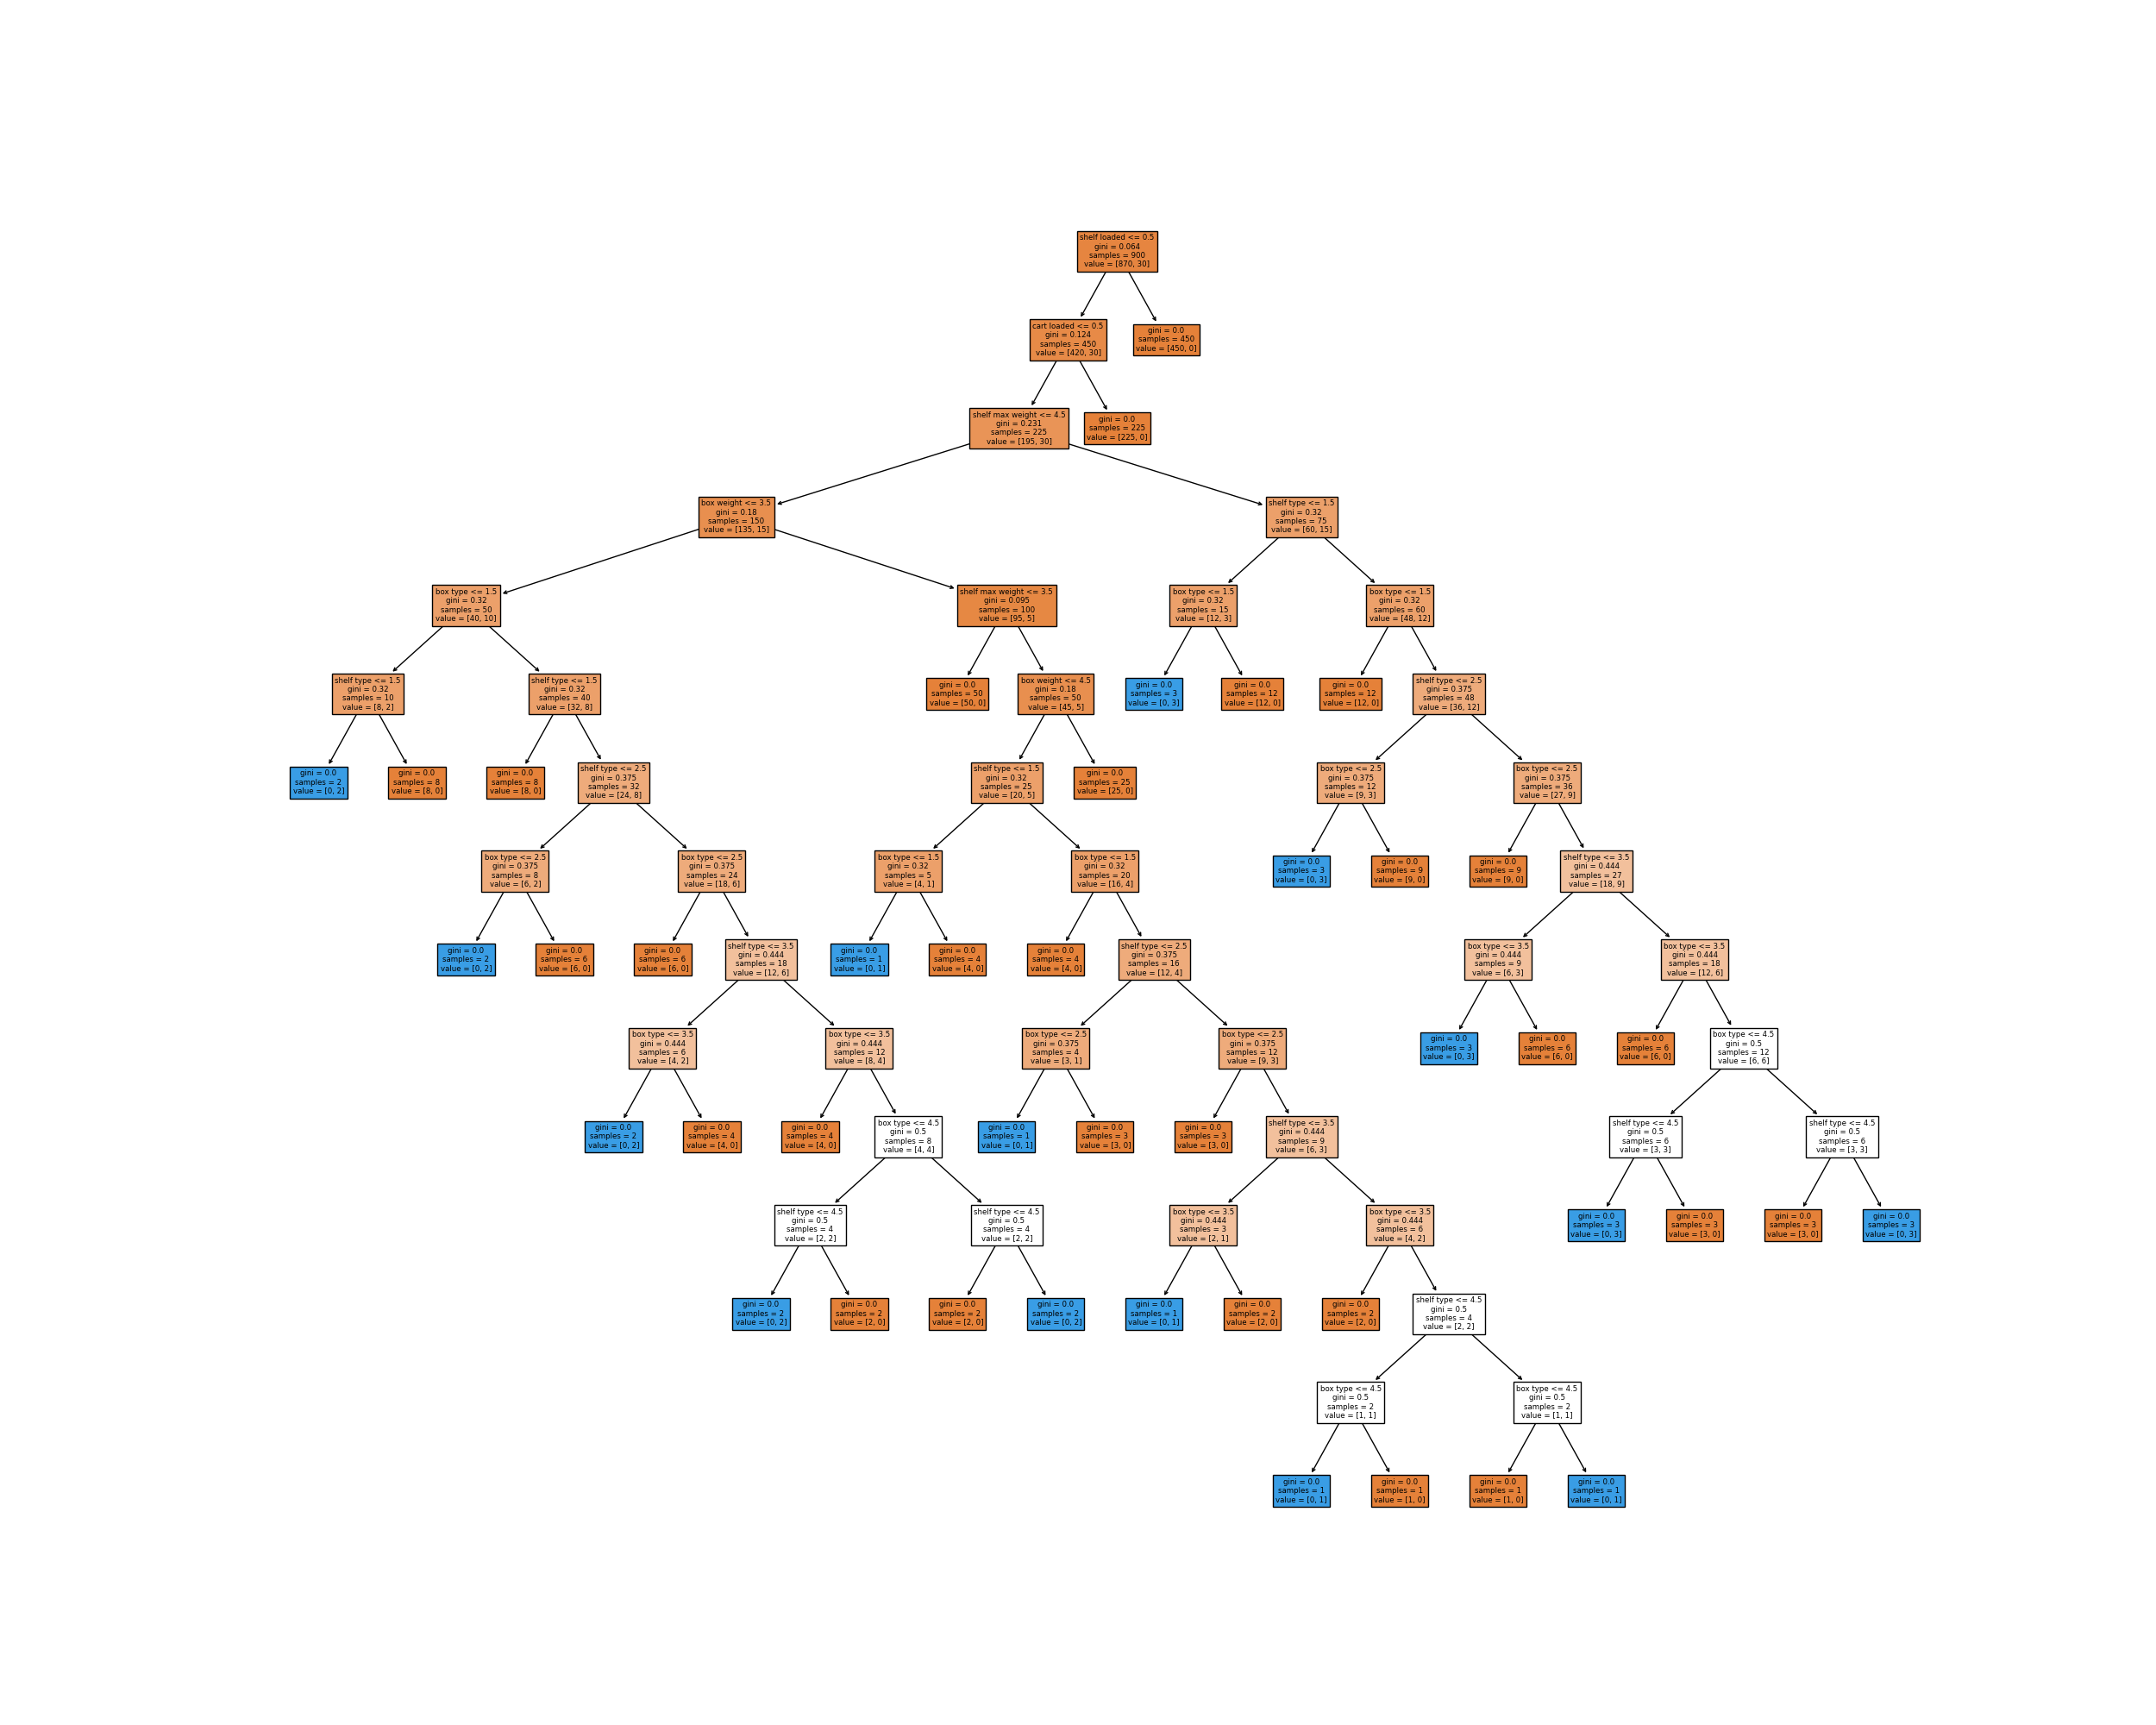 shelf loaded <= 0.5
gini = 0.064
samples = 900
value = [870, 30]
cart loaded <= 0.5
gini = 0.124
samples = 450
value = [420, 30]
gini = 0.0
samples = 450
value = [450, 0]
shelf max weight <= 4.5
gini = 0.231
samples = 225
value = [195, 30]
gini = 0.0
samples = 225
value = [225, 0]
box weight <= 3.5
gini = 0.18
samples = 150
value = [135, 15]
shelf type <= 1.5
gini = 0.32
samples = 75
value = [60, 15]
box type <= 1.5
gini = 0.32
samples = 50
value = [40, 10]
shelf max weight <= 3.5
gini = 0.095
samples = 100
value = [95, 5]
box type <= 1.5
gini = 0.32
samples = 15
value = [12, 3]
box type <= 1.5
gini = 0.32
samples = 60
value = [48, 12]
shelf type <= 1.5
gini = 0.32
samples = 10
value = [8, 2]
shelf type <= 1.5
gini = 0.32
samples = 40
value = [32, 8]
gini = 0.0
samples = 50
value = [50, 0]
box weight <= 4.5
gini = 0.18
samples = 50
value = [45, 5]
gini = 0.0
samples = 3
value = [0, 3]
gini = 0.0
samples = 12
value = [12, 0]
gini = 0.0
samples = 12
value = [12, 0]
shelf type <= 2.5
gini = 0.375
samples = 48
value = [36, 12]
gini = 0.0
samples = 2
value = [0, 2]
gini = 0.0
samples = 8
value = [8, 0]
gini = 0.0
samples = 8
value = [8, 0]
shelf type <= 2.5
gini = 0.375
samples = 32
value = [24, 8]
shelf type <= 1.5
gini = 0.32
samples = 25
value = [20, 5]
gini = 0.0
samples = 25
value = [25, 0]
box type <= 2.5
gini = 0.375
samples = 12
value = [9, 3]
box type <= 2.5
gini = 0.375
samples = 36
value = [27, 9]
box type <= 2.5
gini = 0.375
samples = 8
value = [6, 2]
box type <= 2.5
gini = 0.375
samples = 24
value = [18, 6]
box type <= 1.5
gini = 0.32
samples = 5
value = [4, 1]
box type <= 1.5
gini = 0.32
samples = 20
value = [16, 4]
gini = 0.0
samples = 3
value = [0, 3]
gini = 0.0
samples = 9
value = [9, 0]
gini = 0.0
samples = 9
value = [9, 0]
shelf type <= 3.5
gini = 0.444
samples = 27
value = [18, 9]
gini = 0.0
samples = 2
value = [0, 2]
gini = 0.0
samples = 6
value = [6, 0]
gini = 0.0
samples = 6
value = [6, 0]
shelf type <= 3.5
gini = 0.444
samples = 18
value = [12, 6]
gini = 0.0
samples = 1
value = [0, 1]
gini = 0.0
samples = 4
value = [4, 0]
gini = 0.0
samples = 4
value = [4, 0]
shelf type <= 2.5
gini = 0.375
samples = 16
value = [12, 4]
box type <= 3.5
gini = 0.444
samples = 9
value = [6, 3]
box type <= 3.5
gini = 0.444
samples = 18
value = [12, 6]
box type <= 3.5
gini = 0.444
samples = 6
value = [4, 2]
box type <= 3.5
gini = 0.444
samples = 12
value = [8, 4]
box type <= 2.5
gini = 0.375
samples = 4
value = [3, 1]
box type <= 2.5
gini = 0.375
samples = 12
value = [9, 3]
gini = 0.0
samples = 3
value = [0, 3]
gini = 0.0
samples = 6
value = [6, 0]
gini = 0.0
samples = 6
value = [6, 0]
box type <= 4.5
gini = 0.5
samples = 12
value = [6, 6]
gini = 0.0
samples = 2
value = [0, 2]
gini = 0.0
samples = 4
value = [4, 0]
gini = 0.0
samples = 4
value = [4, 0]
box type <= 4.5
gini = 0.5
samples = 8
value = [4, 4]
gini = 0.0
samples = 1
value = [0, 1]
gini = 0.0
samples = 3
value = [3, 0]
gini = 0.0
samples = 3
value = [3, 0]
shelf type <= 3.5
gini = 0.444
samples = 9
value = [6, 3]
shelf type <= 4.5
gini = 0.5
samples = 6
value = [3, 3]
shelf type <= 4.5
gini = 0.5
samples = 6
value = [3, 3]
shelf type <= 4.5
gini = 0.5
samples = 4
value = [2, 2]
shelf type <= 4.5
gini = 0.5
samples = 4
value = [2, 2]
box type <= 3.5
gini = 0.444
samples = 3
value = [2, 1]
box type <= 3.5
gini = 0.444
samples = 6
value = [4, 2]
gini = 0.0
samples = 3
value = [0, 3]
gini = 0.0
samples = 3
value = [3, 0]
gini = 0.0
samples = 3
value = [3, 0]
gini = 0.0
samples = 3
value = [0, 3]
gini = 0.0
samples = 2
value = [0, 2]
gini = 0.0
samples = 2
value = [2, 0]
gini = 0.0
samples = 2
value = [2, 0]
gini = 0.0
samples = 2
value = [0, 2]
gini = 0.0
samples = 1
value = [0, 1]
gini = 0.0
samples = 2
value = [2, 0]
gini = 0.0
samples = 2
value = [2, 0]
shelf type <= 4.5
gini = 0.5
samples = 4
value = [2, 2]
box type <= 4.5
gini = 0.5
samples = 2
value = [1, 1]
box type <= 4.5
gini = 0.5
samples = 2
value = [1, 1]
gini = 0.0
samples = 1
value = [0, 1]
gini = 0.0
samples = 1
value = [1, 0]
gini = 0.0
samples = 1
value = [1, 0]
gini = 0.0
samples = 1
value = [0, 1]